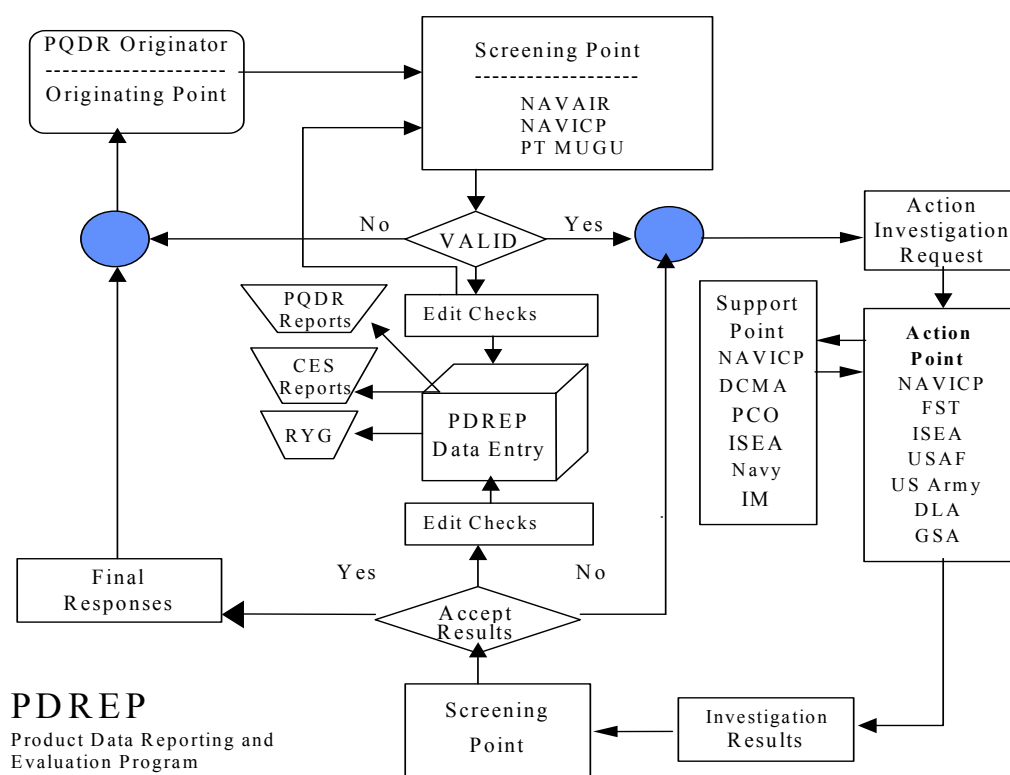 PQDR Originator
--------------------
Originating Point
Screening Point
------------------
NAVAIR
NAVICP
PT MUGU
No
VALID
Yes
Action
Investigation
Request
PQDR
Reports
Edit Checks
CES
Reports
RYG
PDREP
Data Entry
Edit Checks
Support
Point
NAVICP
DCMA
PCO
ISEA
Navy
IM
Action
Point
NAVICP
FST
ISEA
USAF
US Army
DLA
GSA
Final
Responses
Yes
No
Accept
Results
Screening
Point
Investigation
Results
PDREP
Product Data Reporting and
Evaluation Program